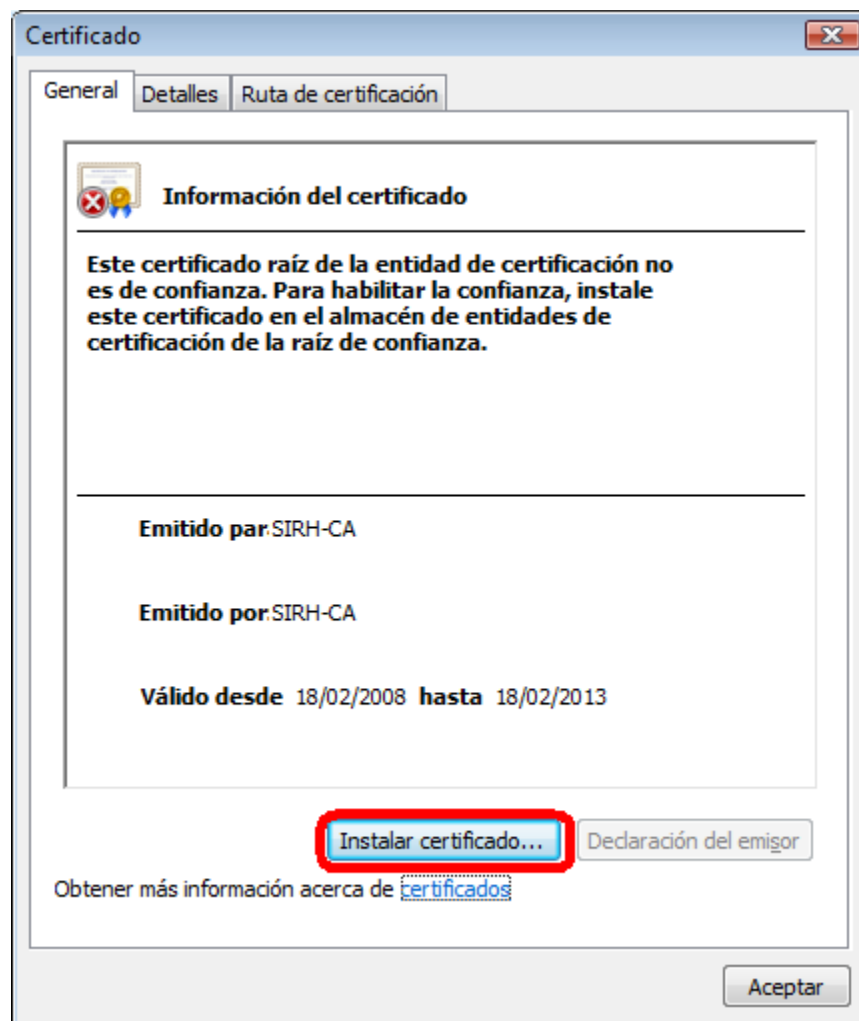 Certificado
General Detalles Ruta de certificación
Información del certificado
Este certificado raíz de la entidad de certificación no
es de confianza. Para habilitar la confianza, instale
este certificado en el almacén de entidades de
certificación de la raíz de confianza.
Emitido par SIRH-CA
Emitido por SIRH-CA
Válido desde 18/02/2008 hasta 18/02/2013
Instalar certificado... Declaración del emisor
Obtener más información acerca de certificados
Aceptar